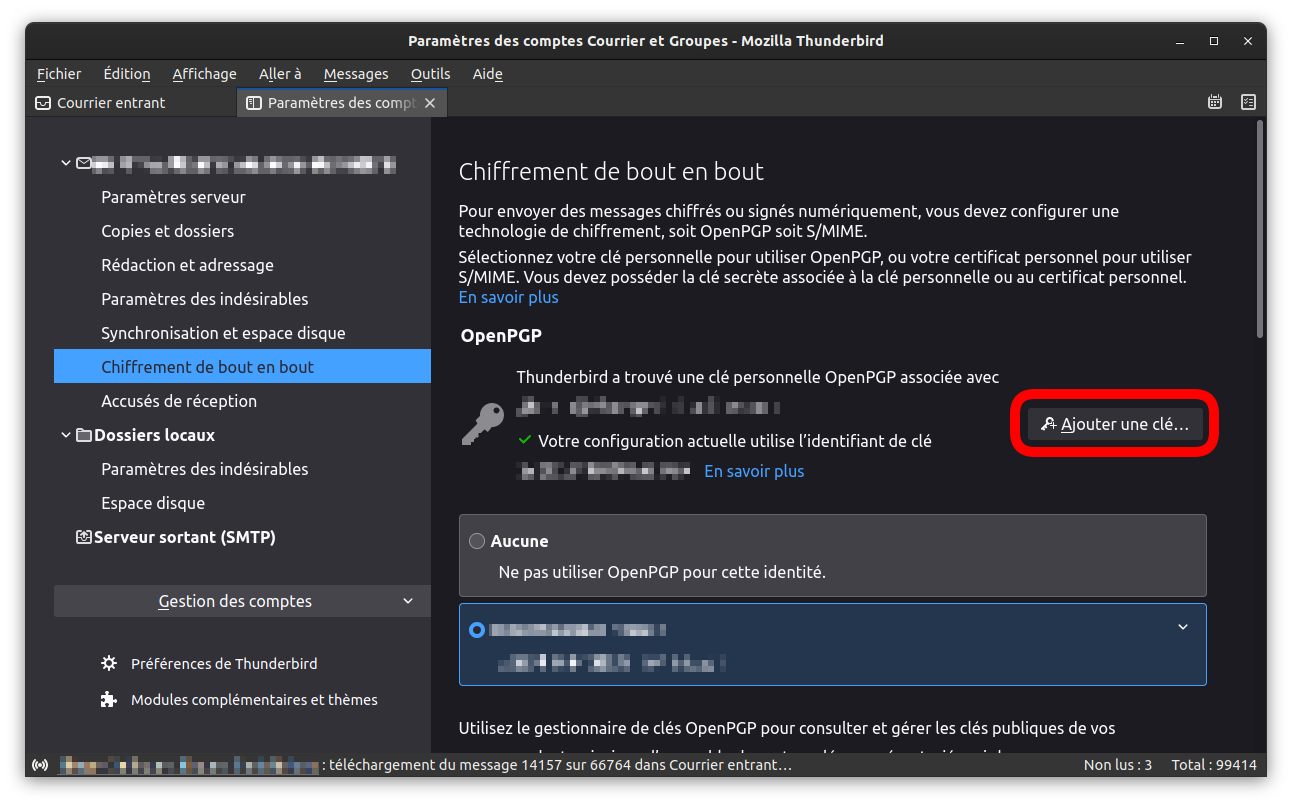 Paramètres des comptes Courrier et Groupes - Mozilla Thunderbird
Fichier Édition Affichage Aller à Messages Outils Aide
Courrier entrant Paramètres des compt
Paramètres serveur
Copies et dossiers
Rédaction et adressage
Paramètres des indésirables
Synchronisation et espace disque
Chiffrement de bout en bout
Accusés de réception
Dossiers locaux
Paramètres des indésirables
Espace disque
Serveur sortant (SMTP)
Gestion des comptes
Préférences de Thunderbird
Modules complémentaires et thèmes
Chiffrement de bout en bout
Pour envoyer des messages chiffrés ou signés numériquement, vous devez configurer une
technologie de chiffrement, soit OpenPGP soit S/MIME.
Sélectionnez votre clé personnelle pour utiliser OpenPGP, ou votre certificat personnel pour utiliser
S/MIME. Vous devez posséder la clé secrète associée à la clé personnelle ou au certificat personnel.
En savoir plus
OpenPGP
Thunderbird a trouvé une clé personnelle OpenPGP associée avec
Votre configuration actuelle utilise l’identifiant de clé
En savoir plus
Ajouter une clé…
Aucune
Ne pas utiliser OpenPGP pour cette identité.
Utilisez le gestionnaire de clés OpenPGP pour consulter et gérer les clés publiques de vos
: téléchargement du message 14157 sur 66764 dans Courrier entrant… Non lus : 3 Total : 99414